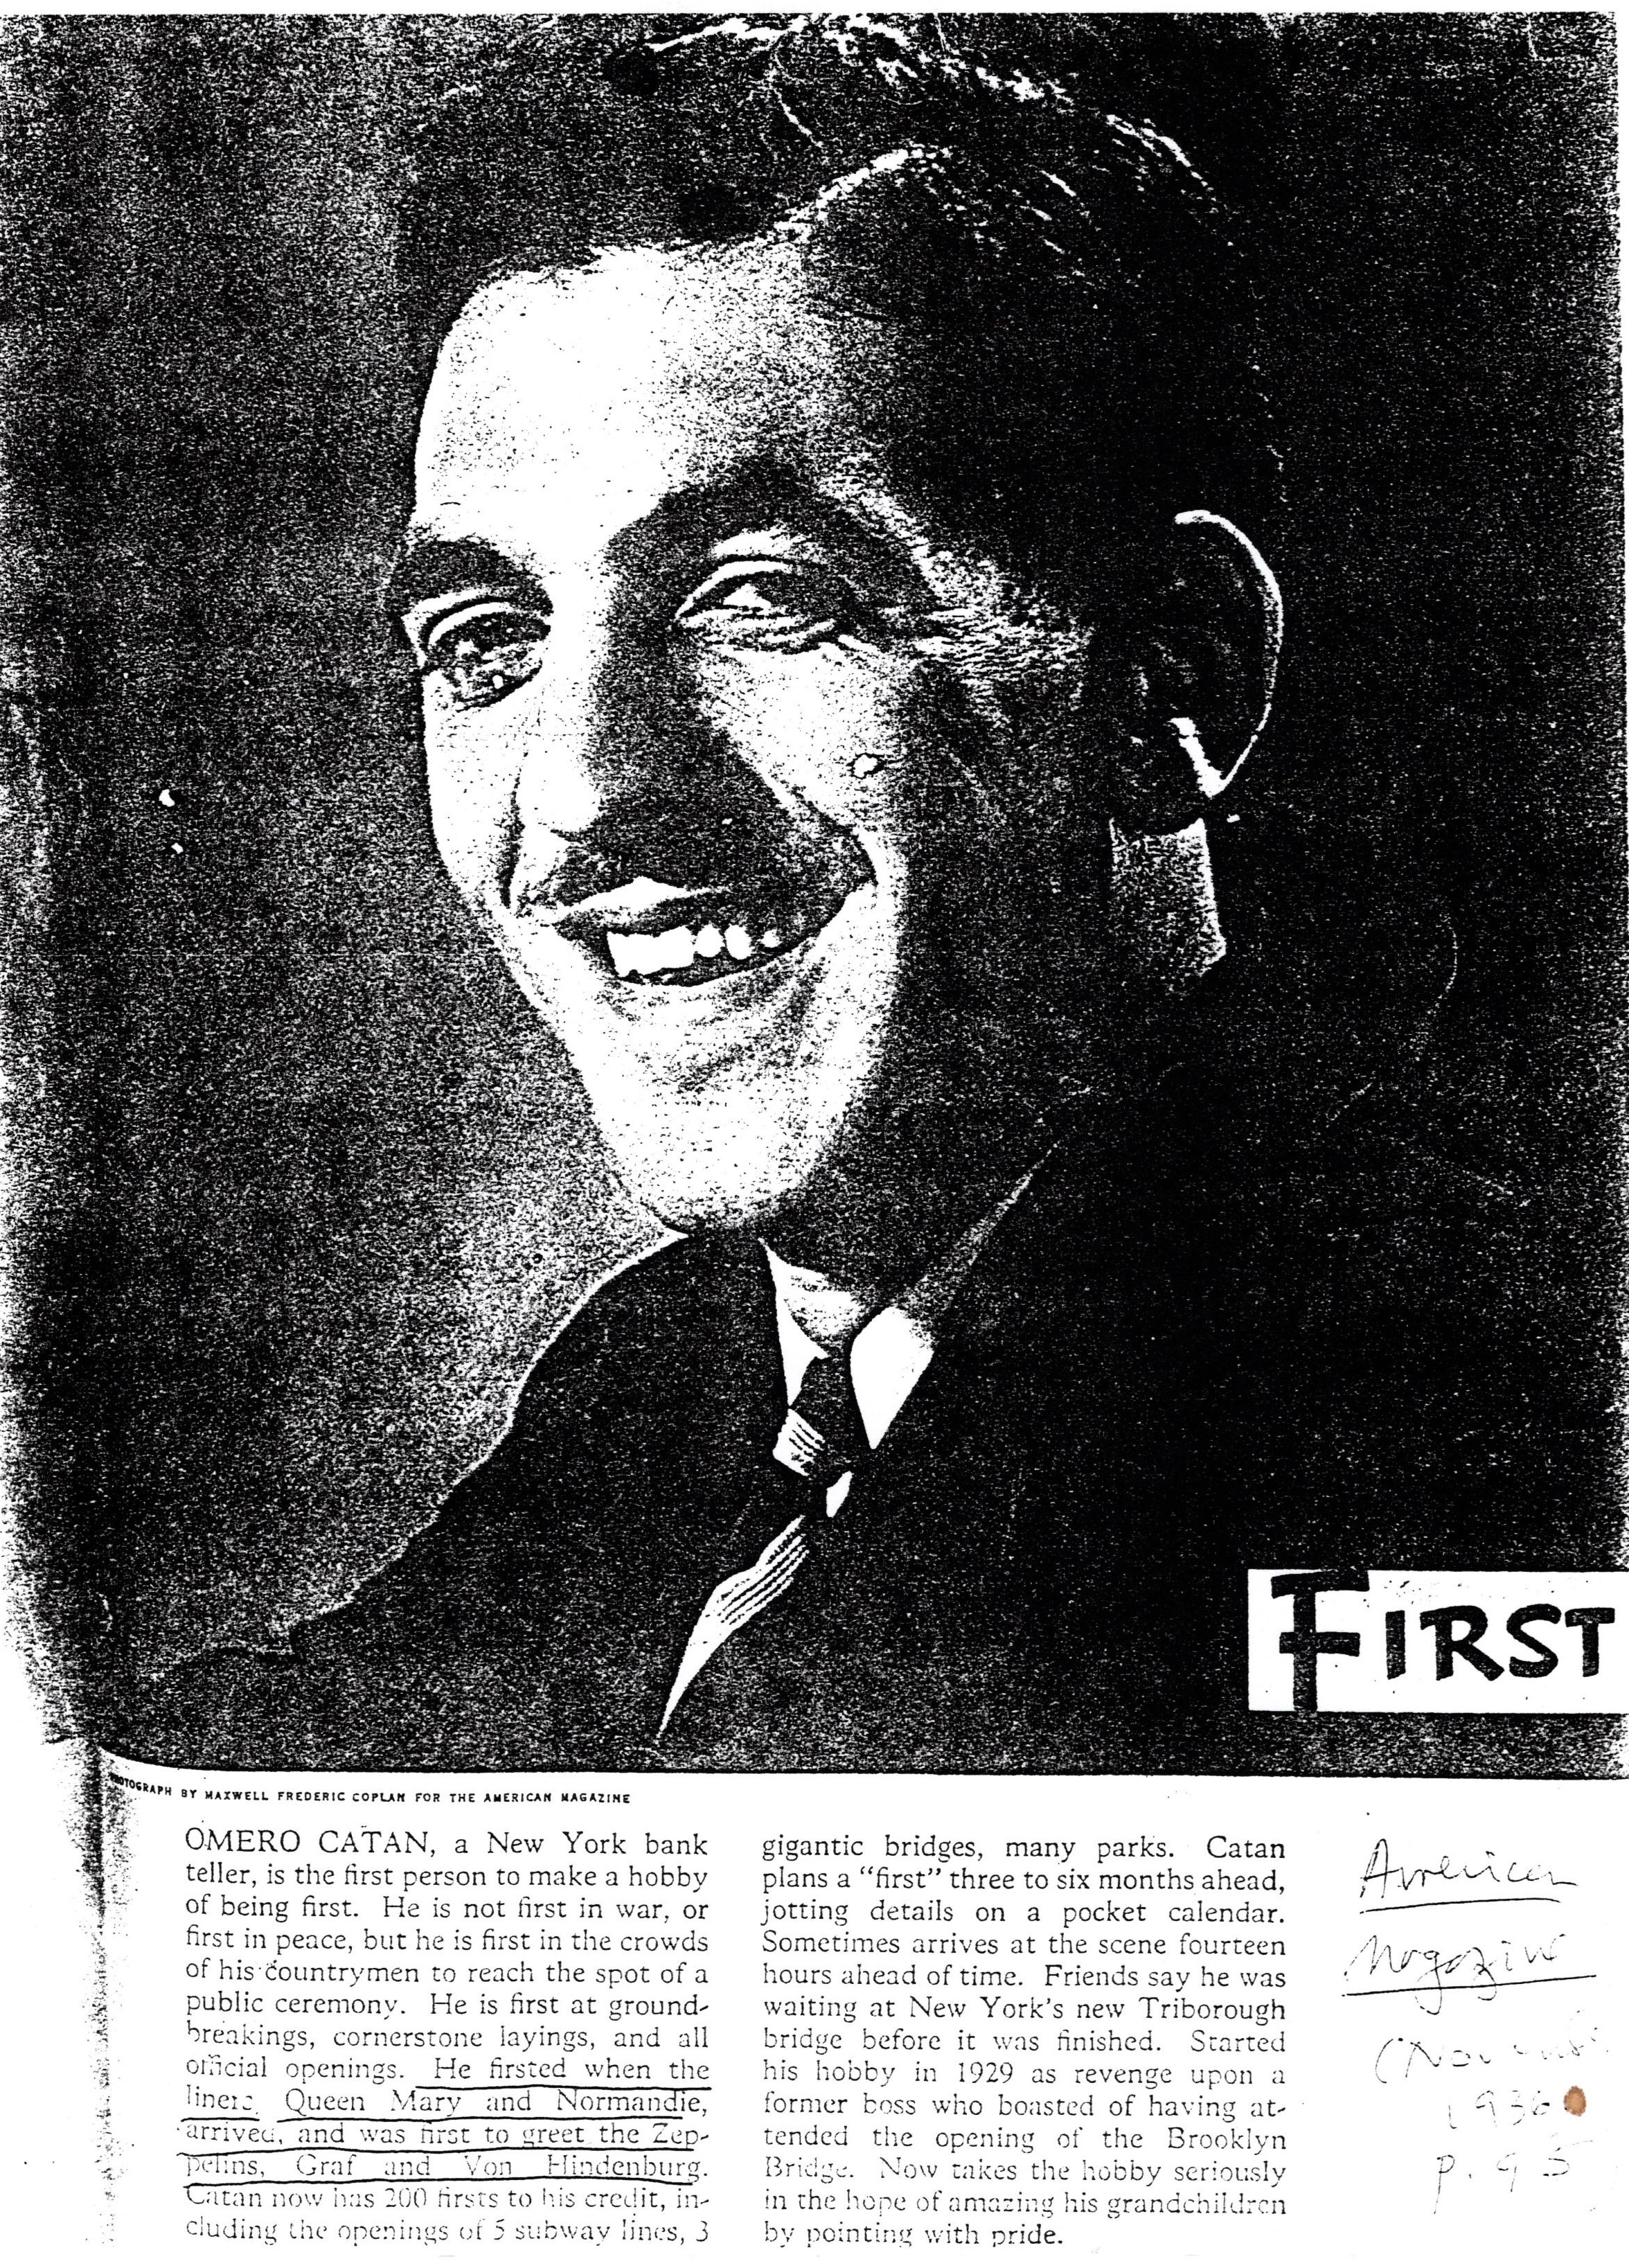 FIRST
PHOTOGRAPH BY MAXWELL FREDERIC COPLAN FOR THE AMERICAN MAGAZINE
OMERO CATAN, a New York bank
teller, is the first person to make a hobby
of being first. He is not first in war, or
first in peace, but he is first in the crowds
of his countrymen to reach the spot of a
public ceremony. He is first at ground-
breakings, cornerstone layings, and all
official openings. He firsted when the
liners, Queen Mary and Normandie,
arrived, and was first to greet the Zep-
pelins, Graf and Von Hindenburg.
Catan now has 200 firsts to his credit, in-
cluding the openings of 5 subway lines, 3
gigantic bridges, many parks. Catan
plans a “first” three to six months ahead,
jotting details on a pocket calendar.
Sometimes arrives at the scene fourteen
hours ahead of time. Friends say he was
waiting at New York's new Triborough
bridge before it was finished. Started
his hobby in 1929 as revenge upon a
former boss who boasted of having at-
tended the opening of the Brooklyn
Bridge. Now takes the hobby seriously
in the hope of amazing his grandchildren
by pointing with pride.
American
Magazine
1936
p. 95